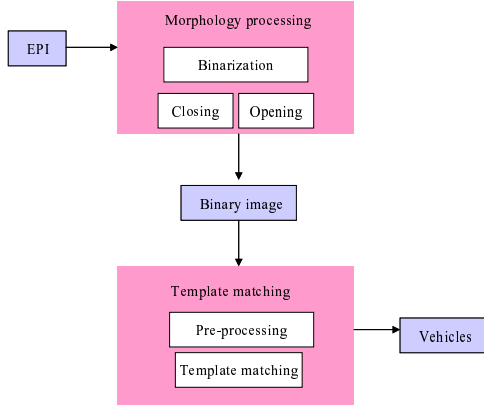 Morphology processing
EPI
Binarization
Closing
Opening
Binary image
Template matching
Pre-processing
Vehicles
Template matching